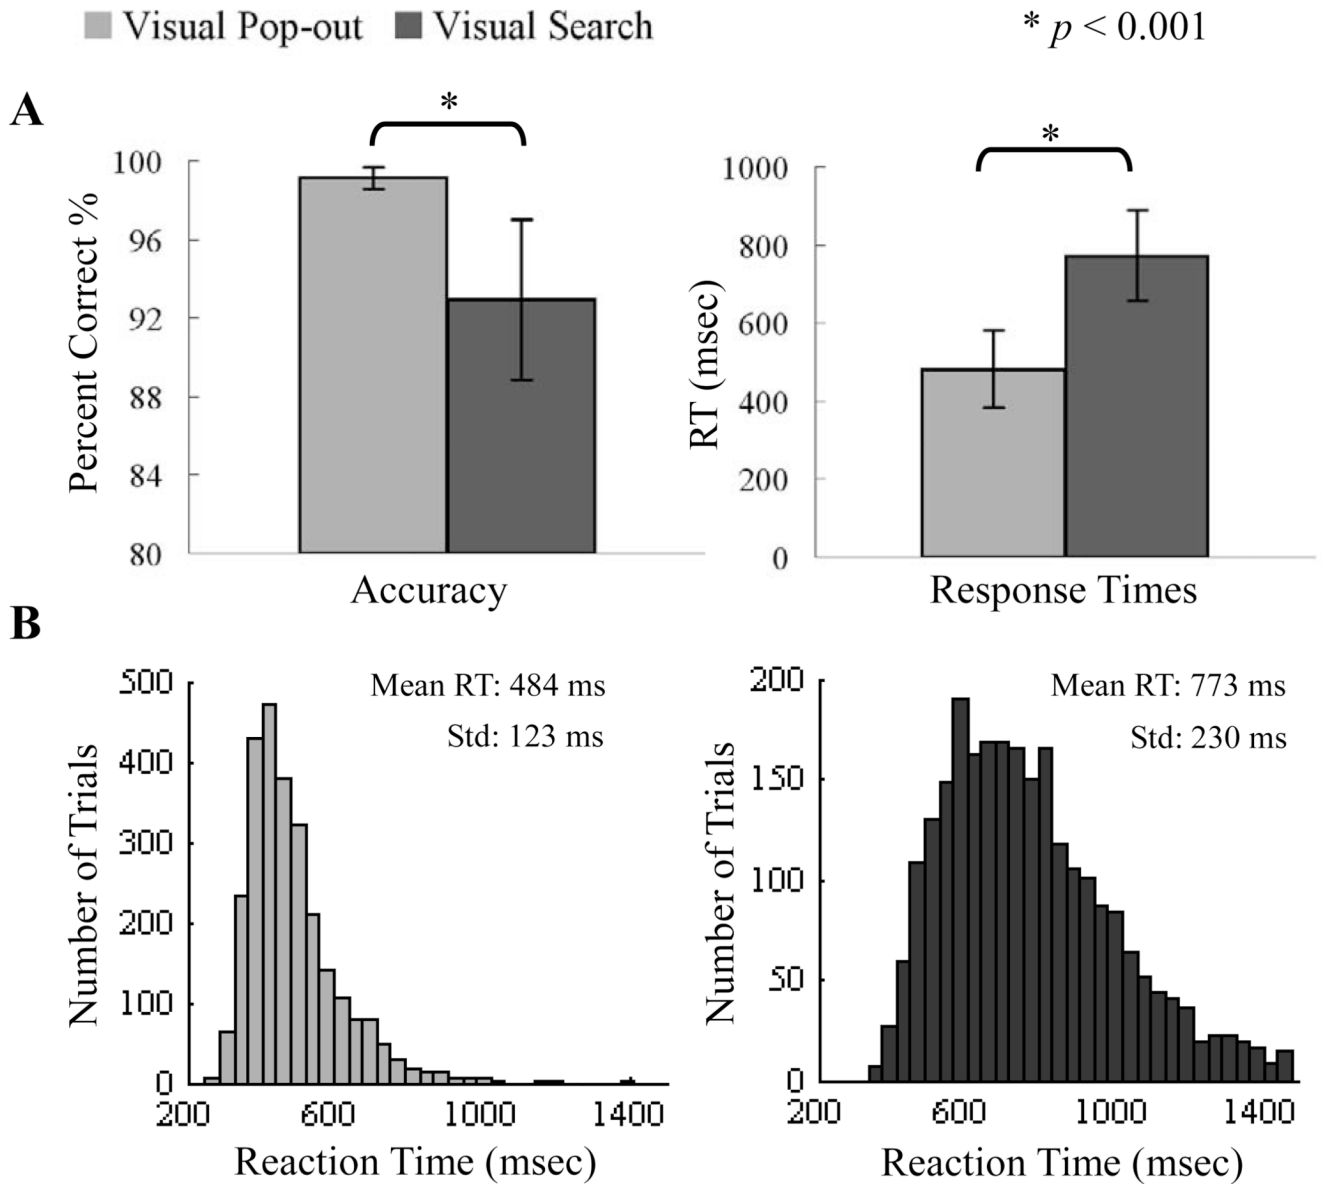 Visual Pop-out Visual Search * p < 0.001
A
*
*
Percent Correct %
100
96
92
88
84
80
Accuracy
RT (msec)
1000
800
600
400
200
0
Response Times
B
Number of Trials
500
400
300
200
100
0
Mean RT: 484 ms
Std: 123 ms
200 600 1000 1400
Reaction Time (msec)
Number of Trials
200
150
100
50
0
Mean RT: 773 ms
Std: 230 ms
200 600 1000 1400
Reaction Time (msec)